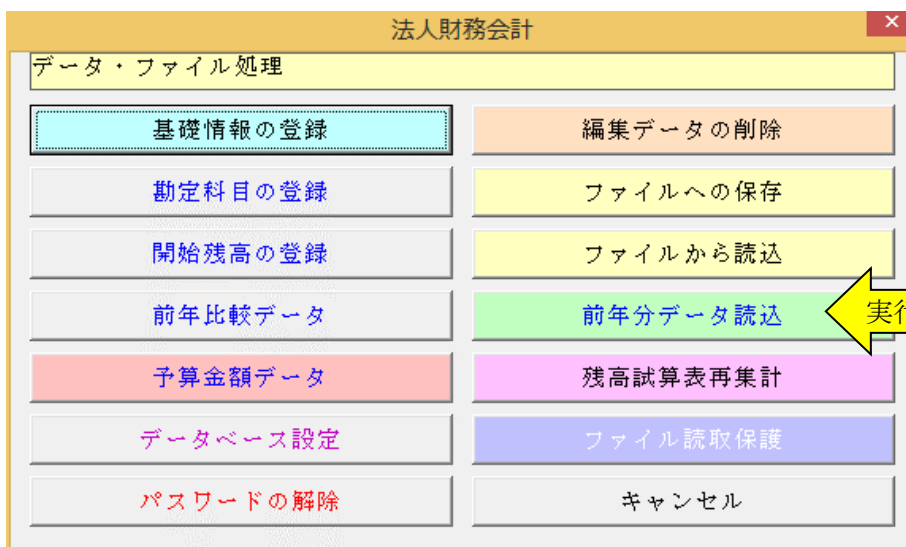 法人財務会計
データ・ファイル処理
基礎情報の登録
編集データの削除
勘定科目の登録
ファイルへの保存
開始残高の登録
ファイルから読込
前年比較データ
前年分データ読込
実行
予算金額データ
残高試算表再集計
データベース設定
ファイル読取保護
パスワードの解除
キャンセル